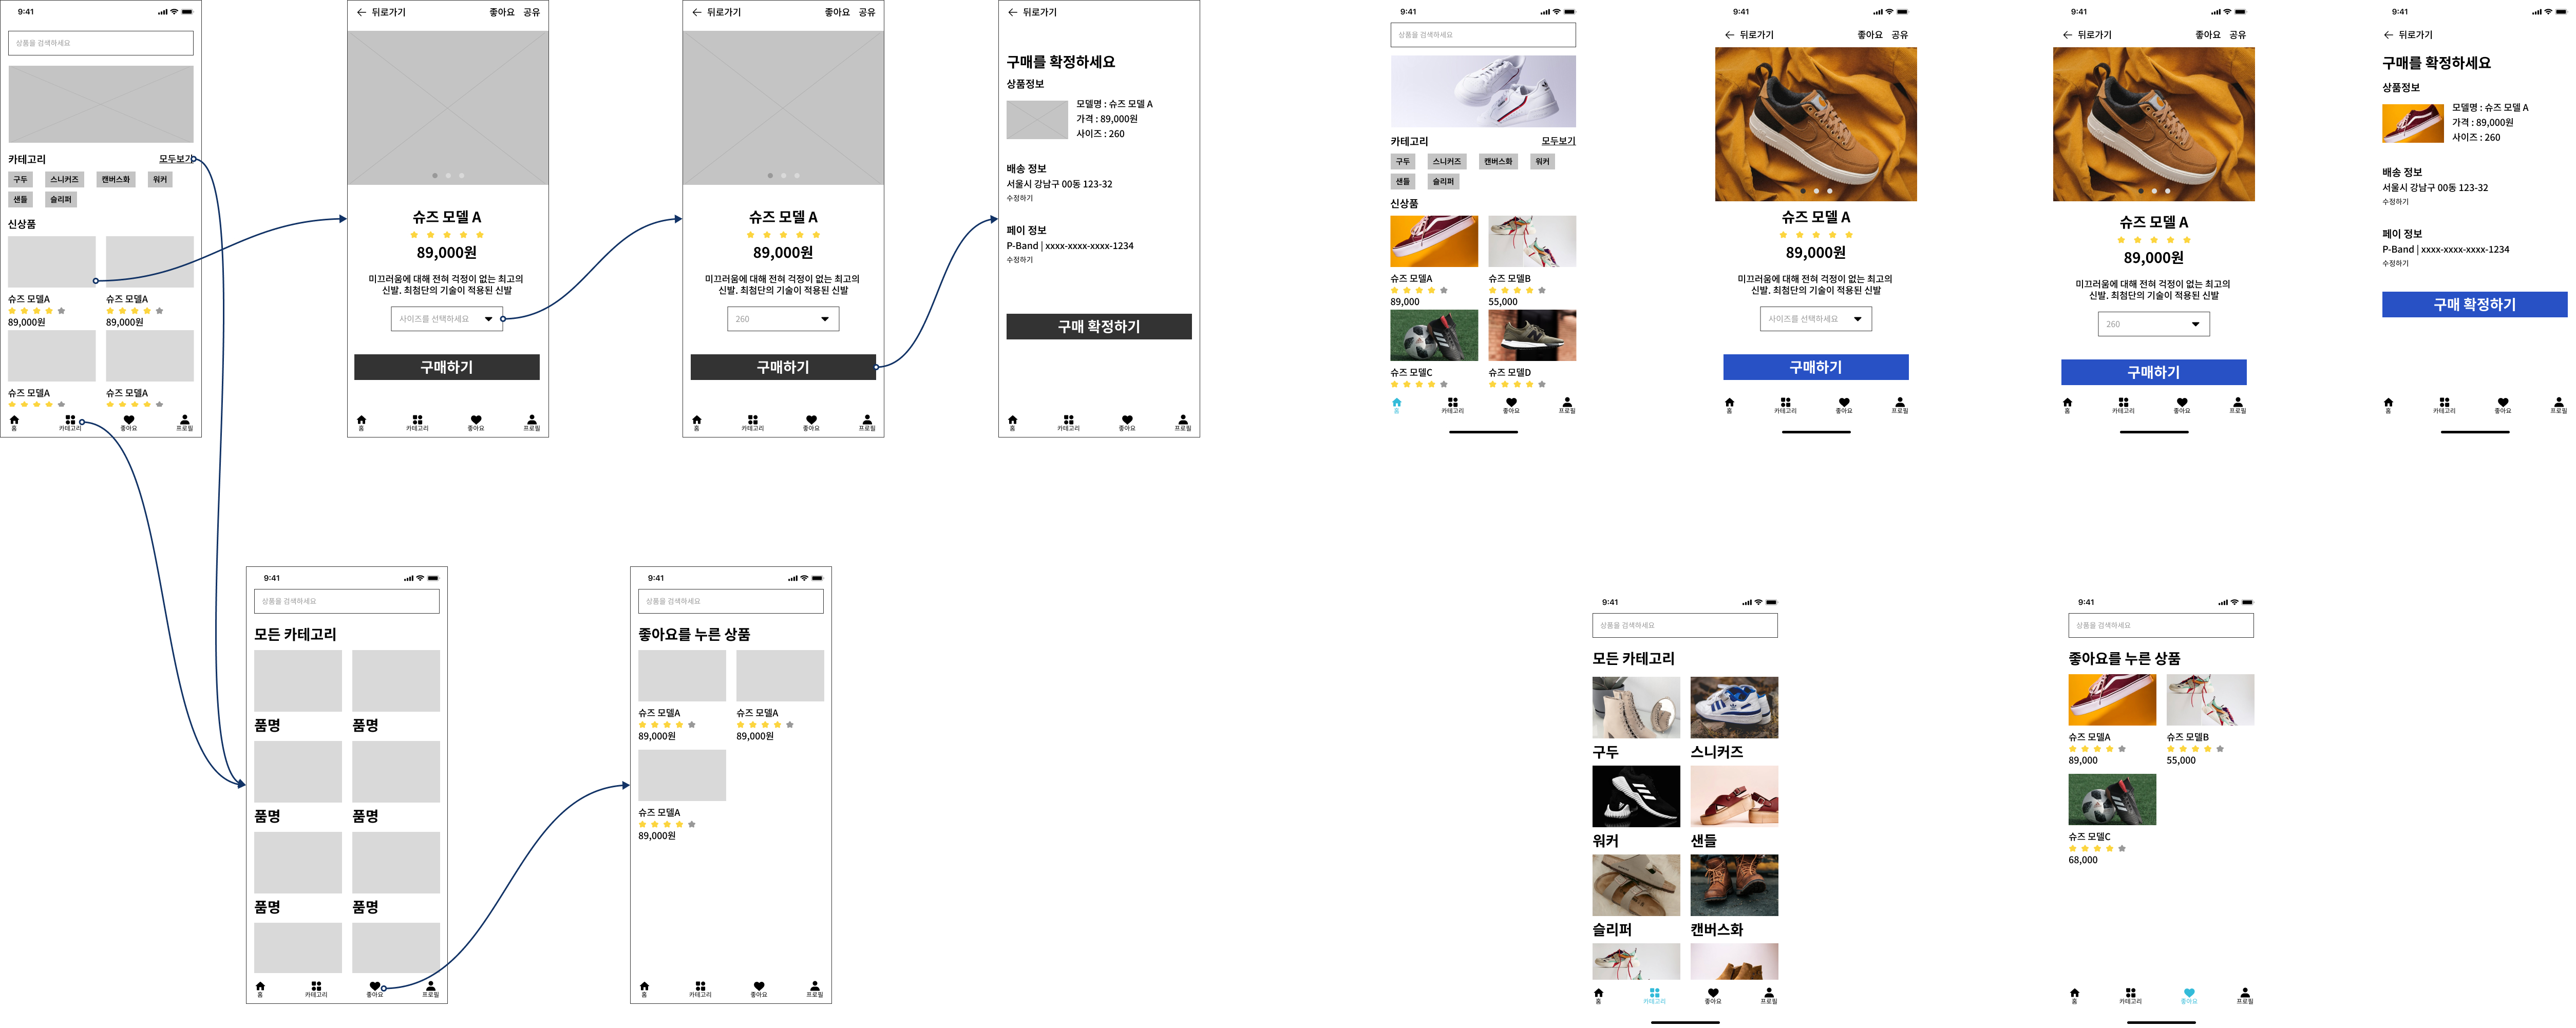 9:41
상품을 검색하세요
카테고리 모두보기
구두 스니커즈 캔버스화 워커
샌들 슬리퍼
신상품
슈즈 모델A 슈즈 모델A
89,000원 89,000원
슈즈 모델A 슈즈 모델A
홈 카테고리 좋아요 프로필
뒤로가기 좋아요 공유
슈즈 모델 A
89,000원
미끄러움에 대해 전혀 걱정이 없는 최고의
신발. 최첨단의 기술이 적용된 신발
사이즈를 선택하세요
구매하기
홈 카테고리 좋아요 프로필
뒤로가기 좋아요 공유
슈즈 모델 A
89,000원
미끄러움에 대해 전혀 걱정이 없는 최고의
신발. 최첨단의 기술이 적용된 신발
260
구매하기
홈 카테고리 좋아요 프로필
뒤로가기
구매를 확정하세요
상품정보
모델명 : 슈즈 모델 A
가격 : 89,000원
사이즈 : 260
배송 정보
서울시 강남구 00동 123-32
수정하기
페이 정보
P-Band | xxxx-xxxx-xxxx-1234
수정하기
구매 확정하기
홈 카테고리 좋아요 프로필
9:41
상품을 검색하세요
카테고리 모두보기
구두 스니커즈 캔버스화 워커
샌들 슬리퍼
신상품
슈즈 모델A 슈즈 모델B
89,000 55,000
슈즈 모델C 슈즈 모델D
홈 카테고리 좋아요 프로필
9:41
뒤로가기 좋아요 공유
슈즈 모델 A
89,000원
미끄러움에 대해 전혀 걱정이 없는 최고의
신발. 최첨단의 기술이 적용된 신발
사이즈를 선택하세요
구매하기
홈 카테고리 좋아요 프로필
9:41
뒤로가기 좋아요 공유
슈즈 모델 A
89,000원
미끄러움에 대해 전혀 걱정이 없는 최고의
신발. 최첨단의 기술이 적용된 신발
260
구매하기
홈 카테고리 좋아요 프로필
9:41
뒤로가기
구매를 확정하세요
상품정보
모델명 : 슈즈 모델 A
가격 : 89,000원
사이즈 : 260
배송 정보
서울시 강남구 00동 123-32
수정하기
페이 정보
P-Band | xxxx-xxxx-xxxx-1234
수정하기
구매 확정하기
홈 카테고리 좋아요 프로필
9:41
상품을 검색하세요
모든 카테고리
품명 품명
품명 품명
품명 품명
홈 카테고리 좋아요 프로필
9:41
상품을 검색하세요
좋아요를 누른 상품
슈즈 모델A 슈즈 모델A
89,000원 89,000원
슈즈 모델A
89,000원
홈 카테고리 좋아요 프로필
9:41
상품을 검색하세요
모든 카테고리
구두 스니커즈
워커 샌들
슬리퍼 캔버스화
홈 카테고리 좋아요 프로필
9:41
상품을 검색하세요
좋아요를 누른 상품
슈즈 모델A 슈즈 모델B
89,000 55,000
슈즈 모델C
68,000
홈 카테고리 좋아요 프로필